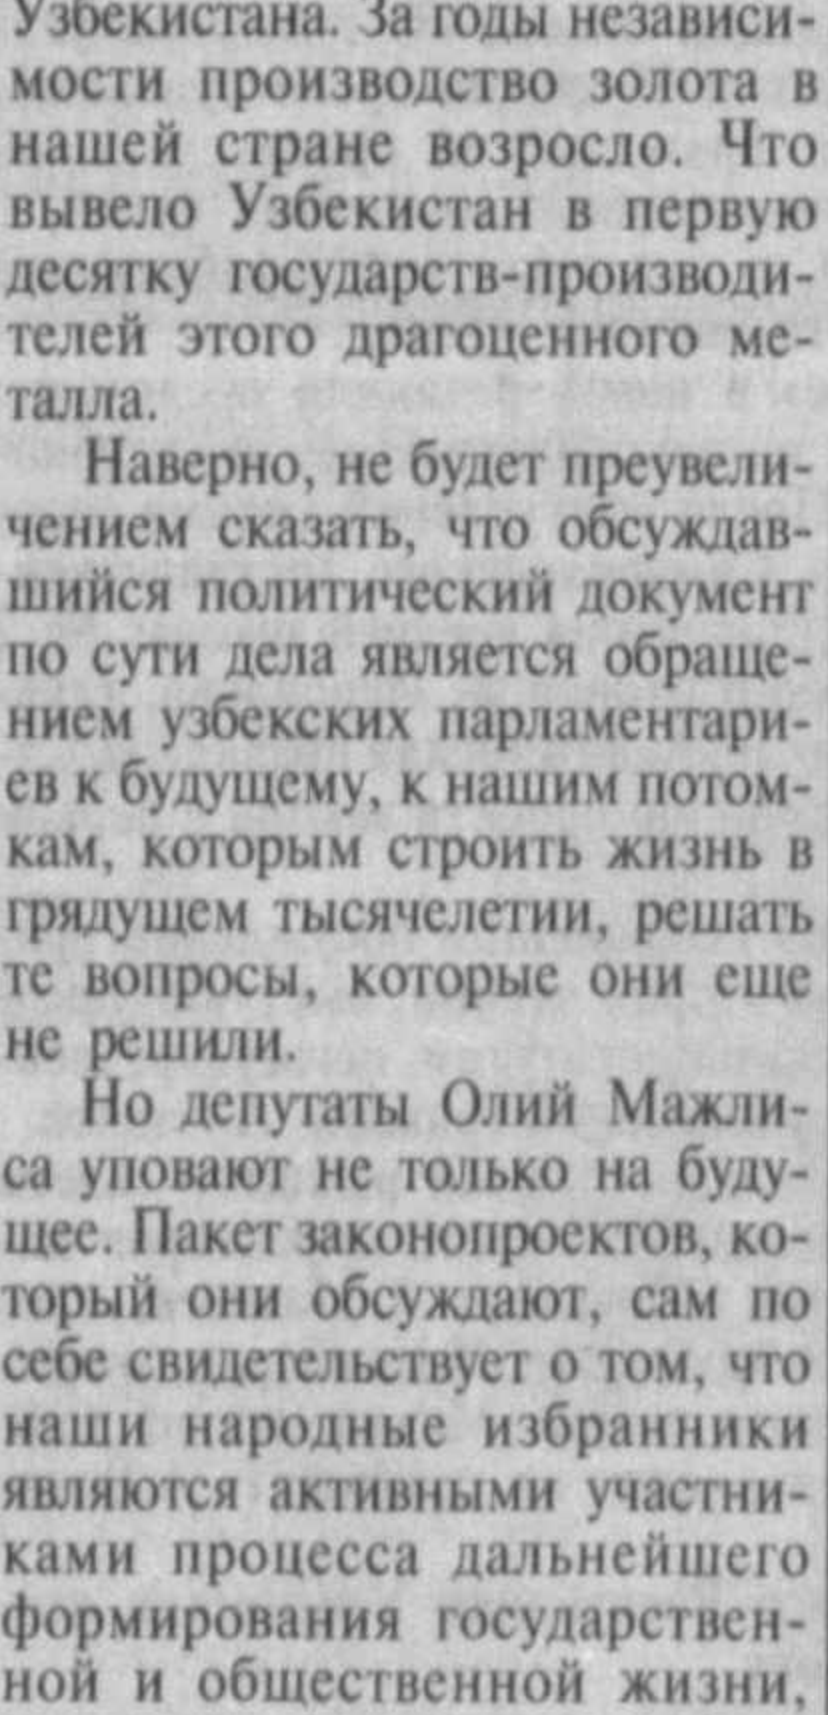 Узбекистана. За годы независи-
мости производство золота в
нашей стране возросло. Что
вывело Узбекистан в первую
десятку государств-производи-
телей этого драгоценного ме-
талла.
Наверно, не будет преувели-
чением сказать, что обсуждав-
шийся политический документ
по сути дела является обраще-
нием узбекских парламентари-
ев к будущему, к нашим потом-
кам, которым строить жизнь в
грядущем тысячелетии, решать
те вопросы, которые они еще
не решили.
Но депутаты Олий Мажли-
са уповают не только на буду-
щее. Пакет законопроектов, ко-
торый они обсуждают, сам по
себе свидетельствует о том, что
наши народные избранники
являются активными участни-
ками процесса дальнейшего
формирования государствен-
ной и общественной жизни,